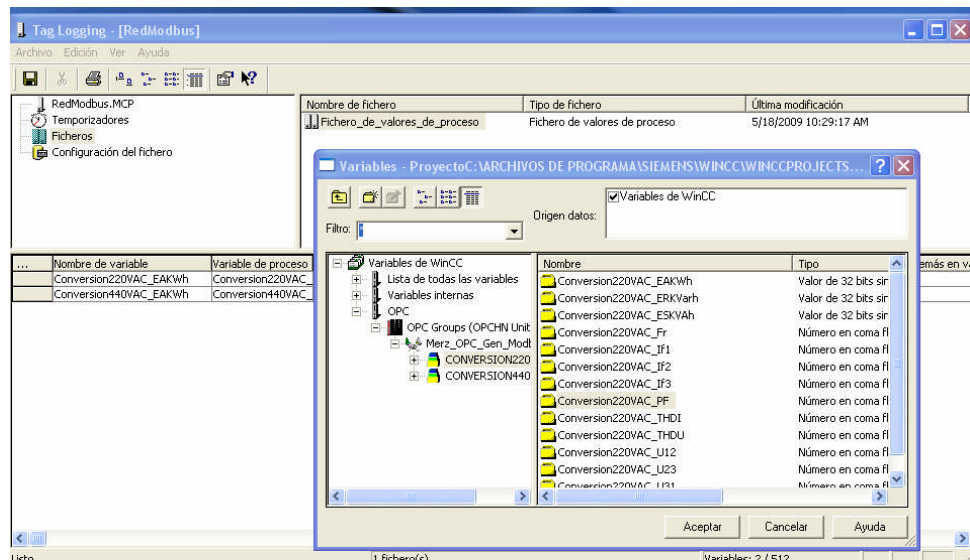 Tag Logging - [RedModbus]
Archivo Edición Ver Ayuda
RedModbus.MCP
Temporizadores
Ficheros
Configuración del fichero
Nombre de fichero Tipo de fichero Última modificación
Fichero_de_valores_de_proceso Fichero de valores de proceso 5/18/2009 10:29:17 AM
Variables - ProyectoC:\ARCHIVOS DE PROGRAMA\SIEMENS\WINCC\WINCCPROJECTS...
Variables de WinCC
Origen datos:
Filtro: *
... Nombre de variable Variable de proceso
Conversion220VAC_EAKWh Conversion220VAC_
Conversion440VAC_EAKWh Conversion440VAC_
emás en v
Variables de WinCC
Lista de todas las variables
Variables internas
OPC
OPC Groups (OPCHN Unit
Merz_OPC_Gen_Modb
CONVERSION220
CONVERSION440
Nombre Tipo
Conversion220VAC_EAKWh Valor de 32 bits sir
Conversion220VAC_ERKVarh Valor de 32 bits sir
Conversion220VAC_ESKVAh Valor de 32 bits sir
Conversion220VAC_Fr Número en coma fl
Conversion220VAC_If1 Número en coma fl
Conversion220VAC_If2 Número en coma fl
Conversion220VAC_If3 Número en coma fl
Conversion220VAC_PF Número en coma fl
Conversion220VAC_THDI Número en coma fl
Conversion220VAC_THDU Número en coma fl
Conversion220VAC_U12 Número en coma fl
Conversion220VAC_U23 Número en coma fl
Conversion220VAC_U31 Número en coma fl
Aceptar Cancelar Ayuda
Listo 1 fichero(s) Variables: 2 / 512